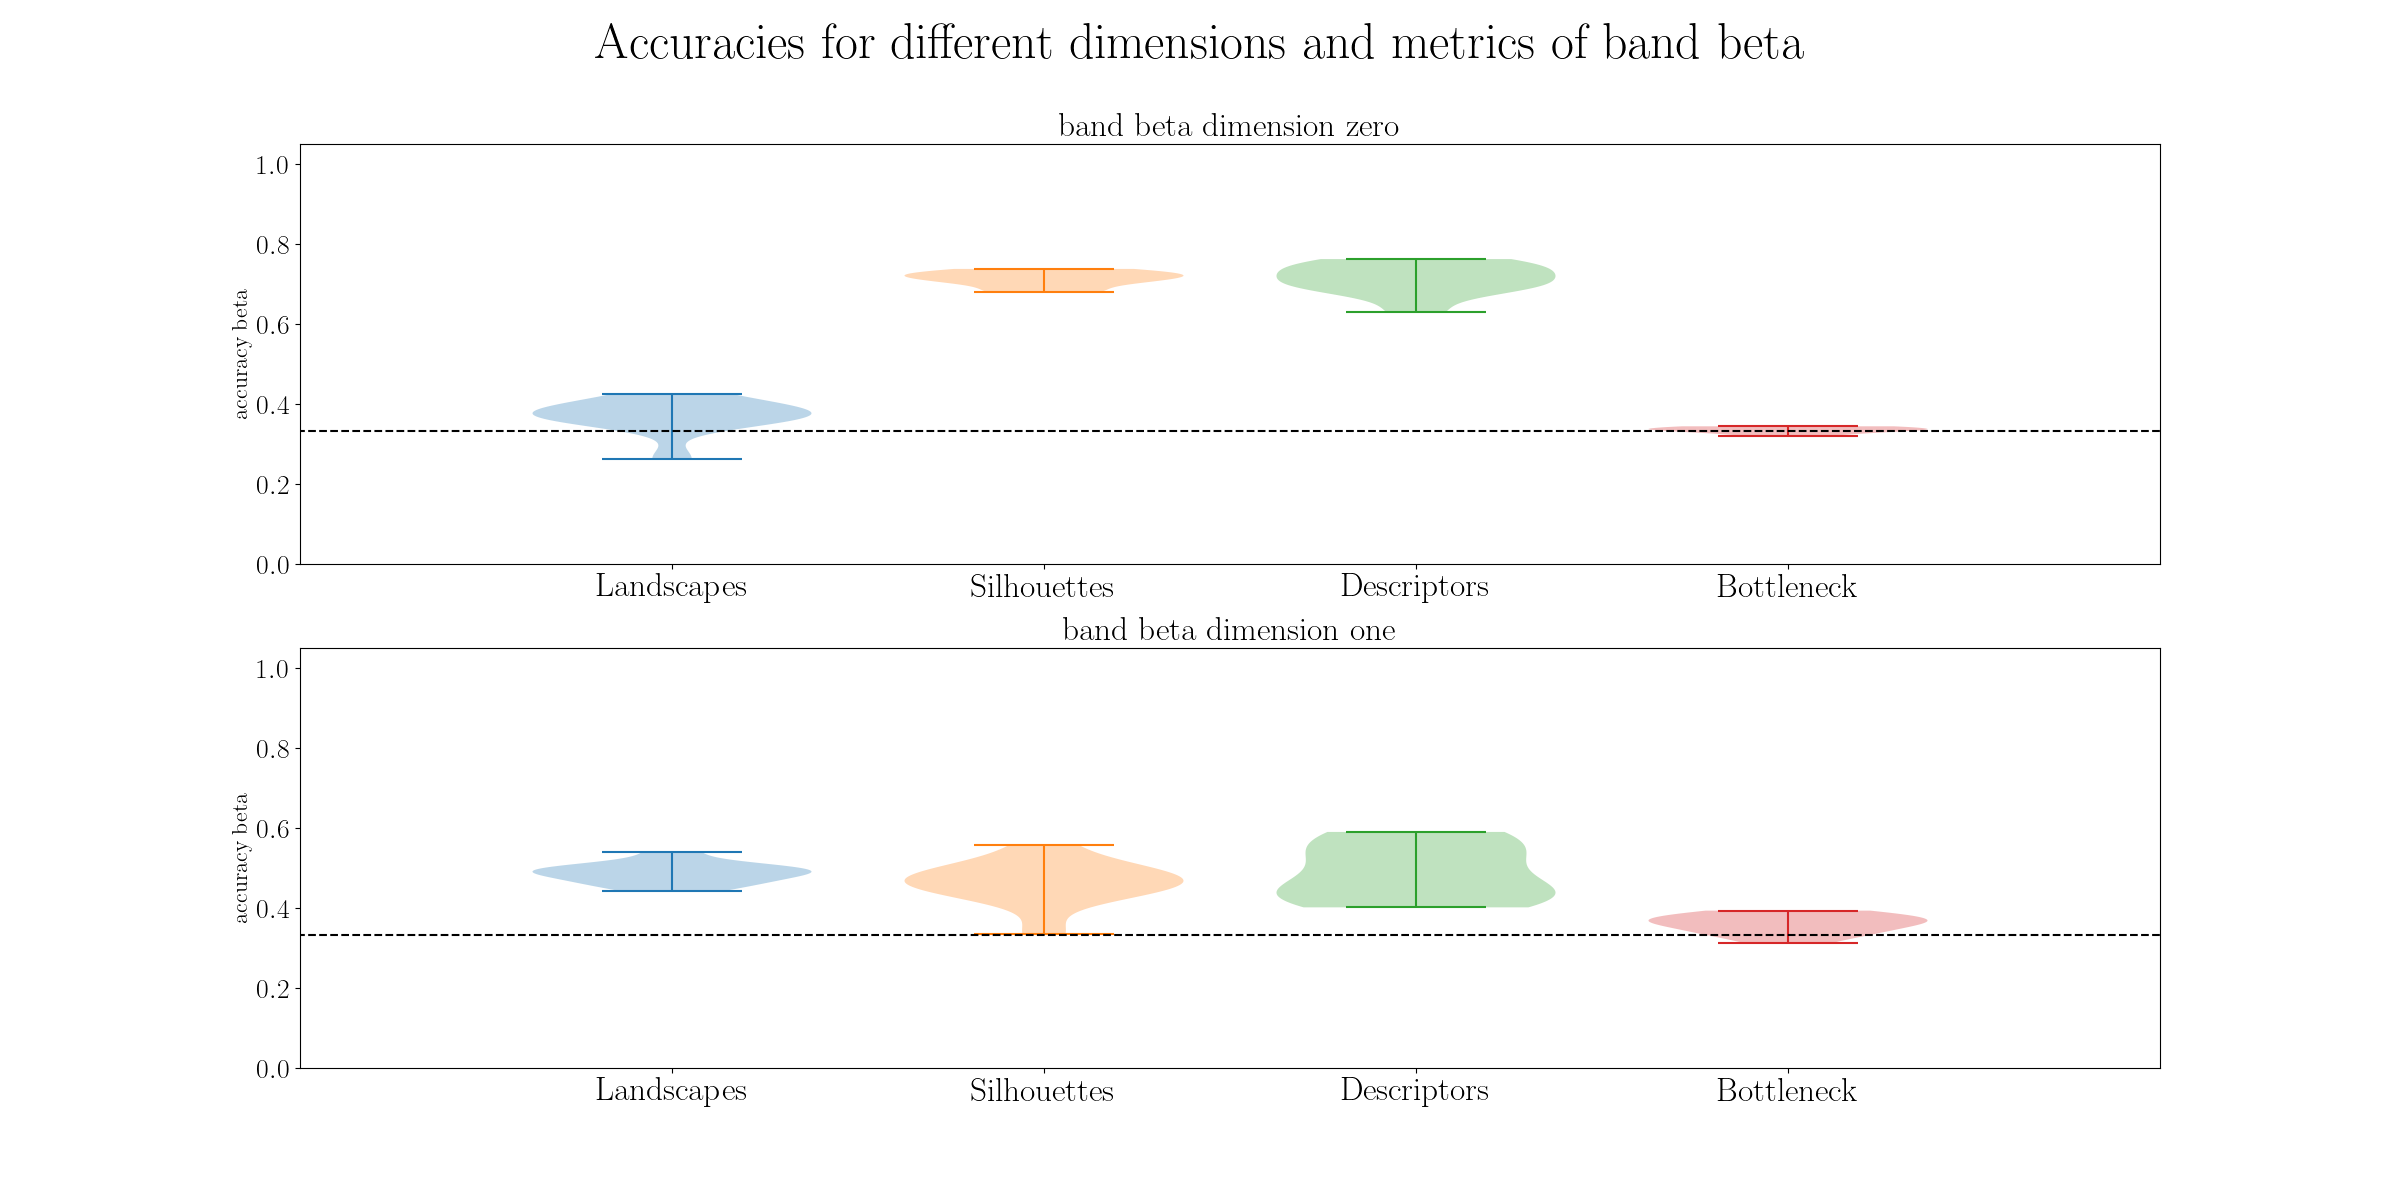 Accuracies for different dimensions and metrics of band beta
band beta dimension zero
accuracy beta
1.0
0.8
0.6
0.4
0.2
0.0
Landscapes Silhouettes Descriptors Bottleneck
band beta dimension one
accuracy beta
1.0
0.8
0.6
0.4
0.2
0.0
Landscapes Silhouettes Descriptors Bottleneck